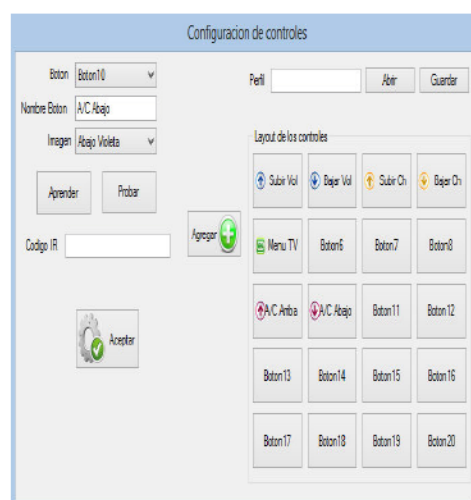 Configuracion de controles
Boton Boton10
Nombre Boton A/C Abajo
Imagen Abajo Violeta
Aprender Probar
Codigo IR
Agregar
Aceptar
Perfil Abrir Guardar
Layout de los controles
Subir Vol Bajar Vol Subir Ch Bajar Ch
Menu TV Boton6 Boton7 Boton8
A/C Arriba A/C Abajo Boton11 Boton12
Boton13 Boton14 Boton15 Boton16
Boton17 Boton18 Boton19 Boton20